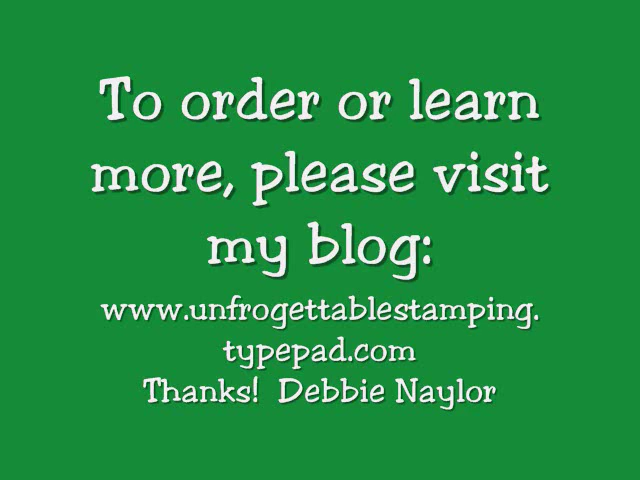 To order or learn
more, please visit
my blog:
www.unfrogettablestamping.
typepad.com
Thanks!  Debbie Naylor